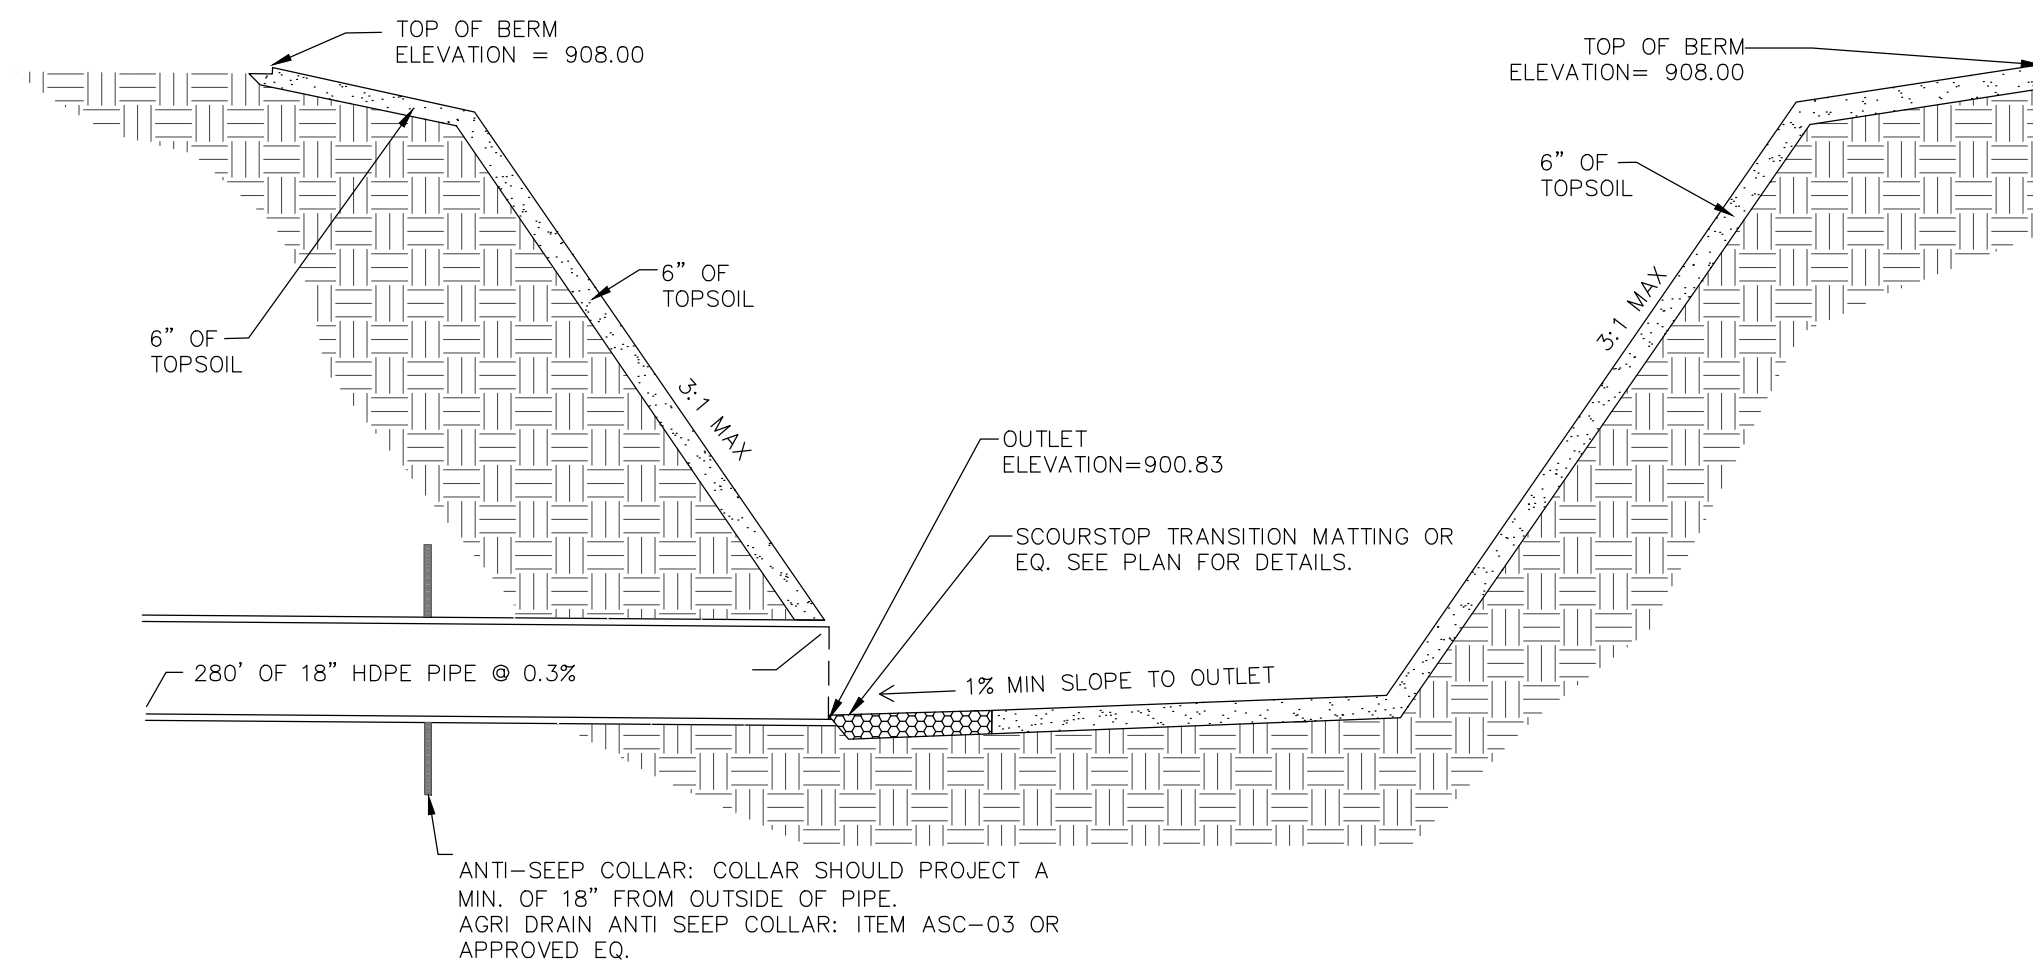 TOP OF BERM
ELEVATION = 908.00
TOP OF BERM
ELEVATION= 908.00
6" OF
TOPSOIL
6" OF
TOPSOIL
6" OF
TOPSOIL
3:1 MAX
3:1 MAX
OUTLET
ELEVATION=900.83
SCOURSTOP TRANSITION MATTING OR
EQ. SEE PLAN FOR DETAILS.
280' OF 18" HDPE PIPE @ 0.3%
1% MIN SLOPE TO OUTLET
ANTI-SEEP COLLAR: COLLAR SHOULD PROJECT A
MIN. OF 18" FROM OUTSIDE OF PIPE.
AGRI DRAIN ANTI SEEP COLLAR: ITEM ASC-03 OR
APPROVED EQ.